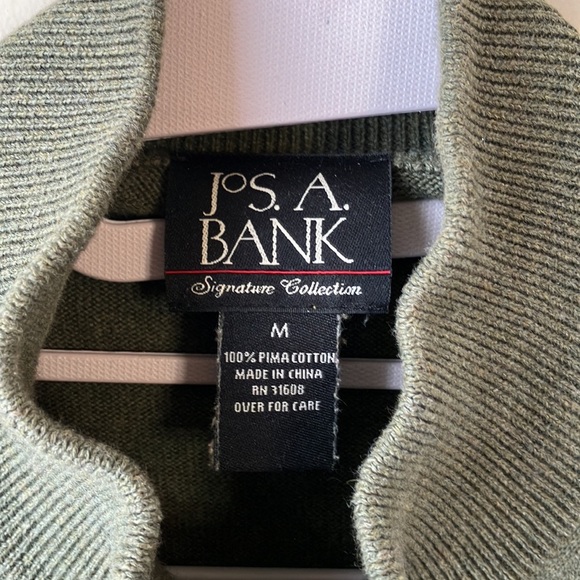 JOS. A.
BANK
Signature Collection
M
100% PIMA COTTON
MADE IN CHINA
RN 31608
OVER FOR CARE